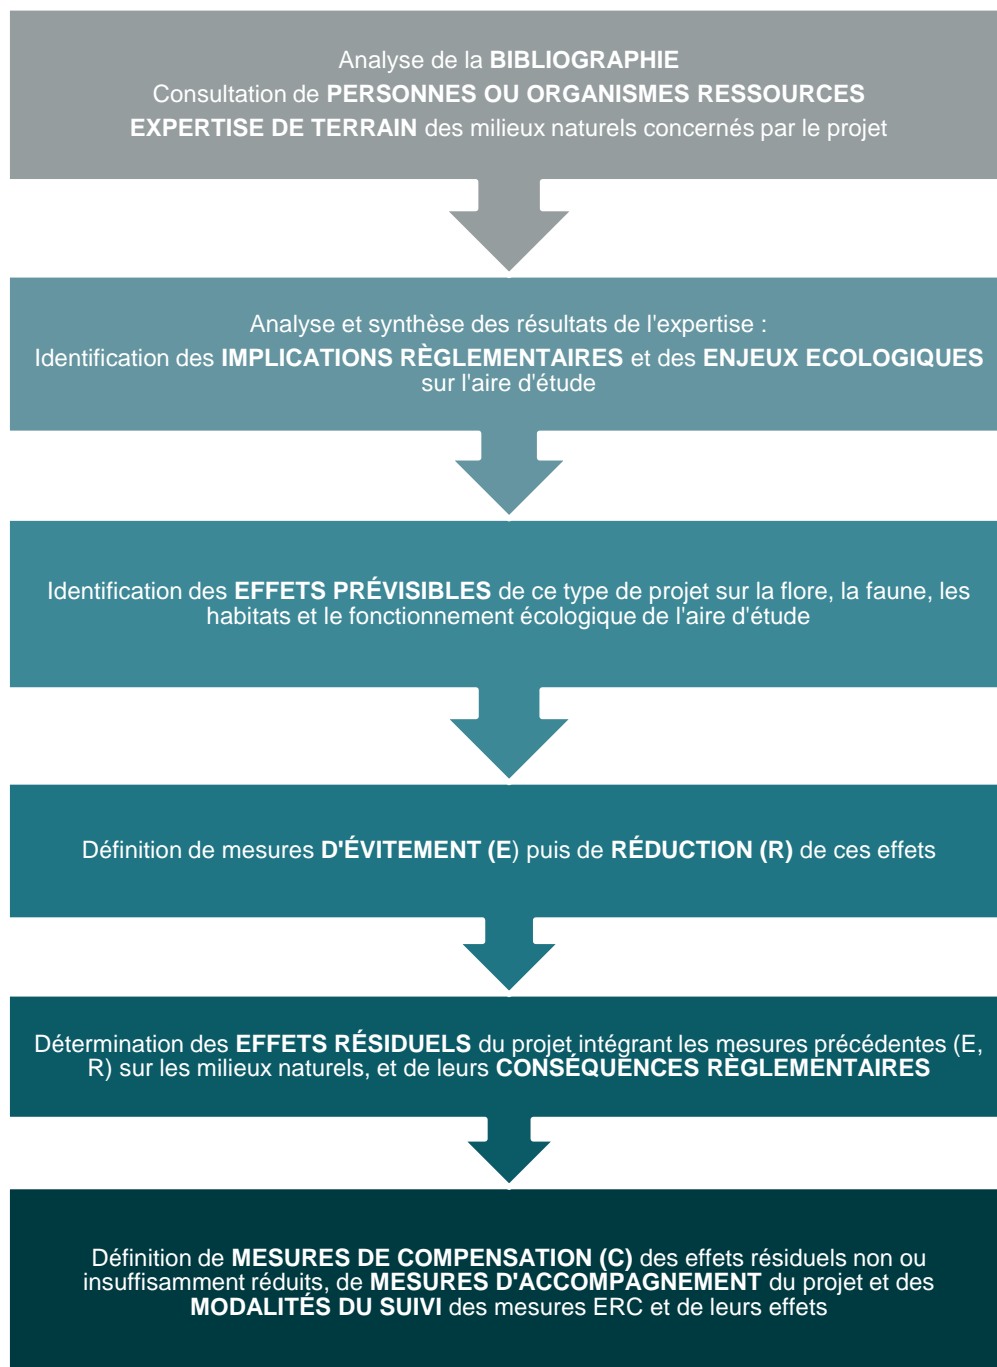 Analyse de la BIBLIOGRAPHIE
Consultation de PERSONNES OU ORGANISMES RESSOURCES
EXPERTISE DE TERRAIN des milieux naturels concernés par le projet
Analyse et synthèse des résultats de l'expertise :
Identification des IMPLICATIONS RÈGLEMENTAIRES et des ENJEUX ECOLOGIQUES
sur l'aire d'étude
Identification des EFFETS PRÉVISIBLES de ce type de projet sur la flore, la faune, les
habitats et le fonctionnement écologique de l'aire d'étude
Définition de mesures D'ÉVITEMENT (E) puis de RÉDUCTION (R) de ces effets
Détermination des EFFETS RÉSIDUELS du projet intégrant les mesures précédentes (E,
R) sur les milieux naturels, et de leurs CONSÉQUENCES RÈGLEMENTAIRES
Définition de MESURES DE COMPENSATION (C) des effets résiduels non ou
insuffisamment réduits, de MESURES D'ACCOMPAGNEMENT du projet et des
MODALITÉS DU SUIVI des mesures ERC et de leurs effets